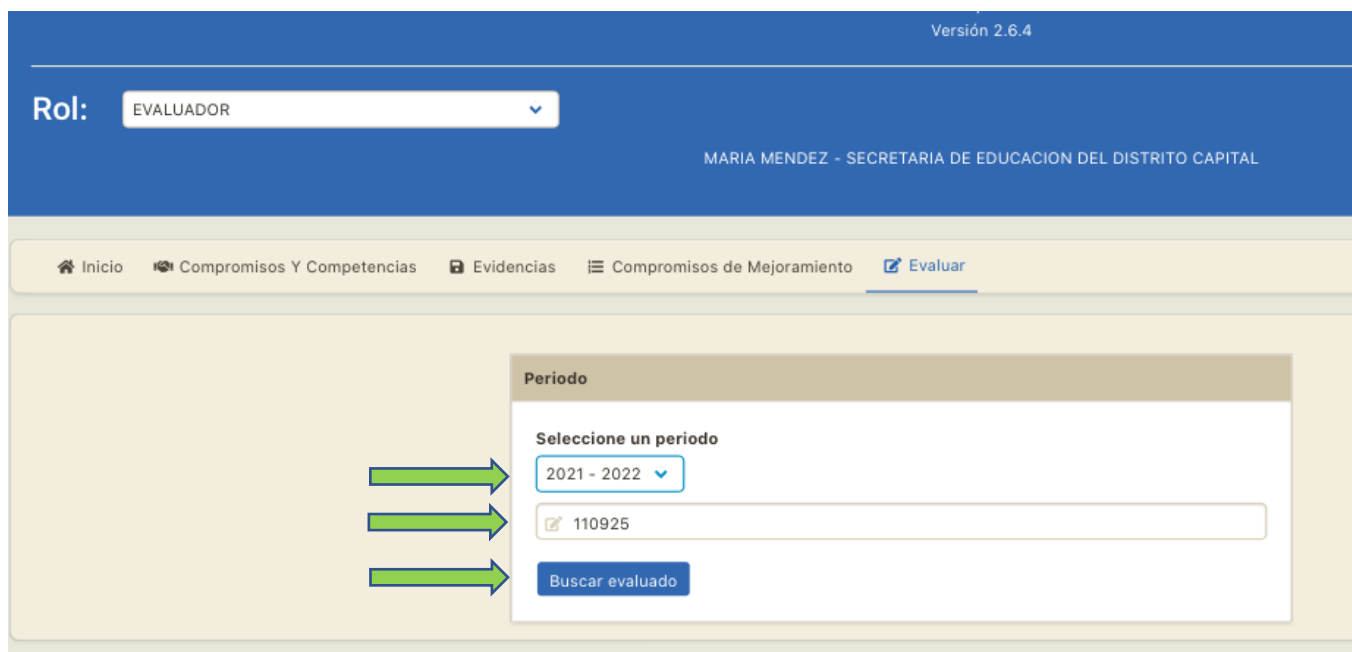 Versión 2.6.4
Rol:
EVALUADOR
MARIA MENDEZ - SECRETARIA DE EDUCACION DEL DISTRITO CAPITAL
Inicio Compromisos Y Competencias Evidencias Compromisos de Mejoramiento Evaluar
Periodo
Seleccione un periodo
2021 - 2022
110925
Buscar evaluado